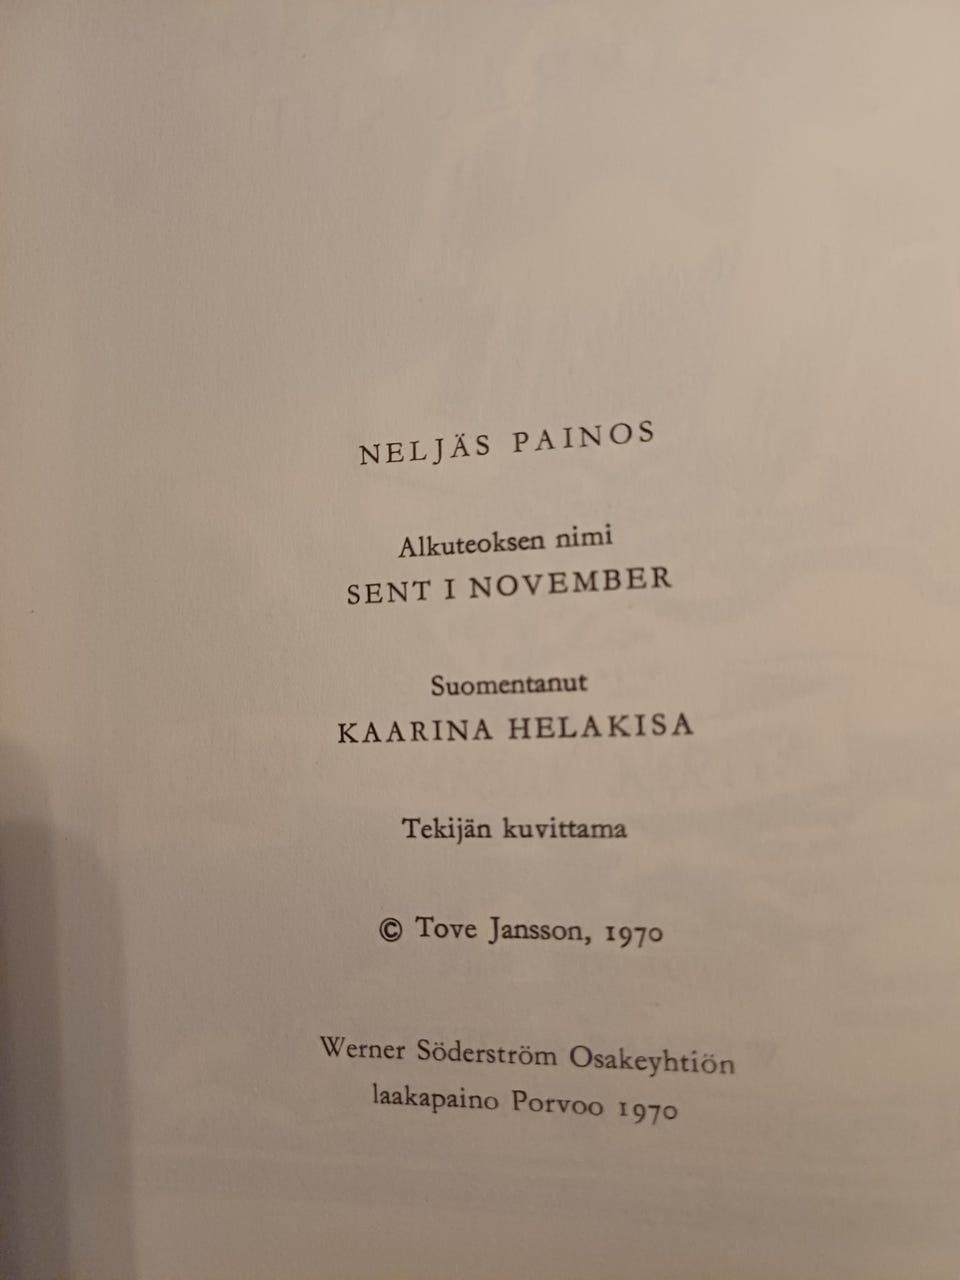 NELJÄS PAINOS
Alkuteoksen nimi
SENT I NOVEMBER
Suomentanut
KAARINA HELAKISA
Tekijän kuvittama
© Tove Jansson, 1970
Werner Söderström Osakeyhtiön
laakapaino Porvoo 1970